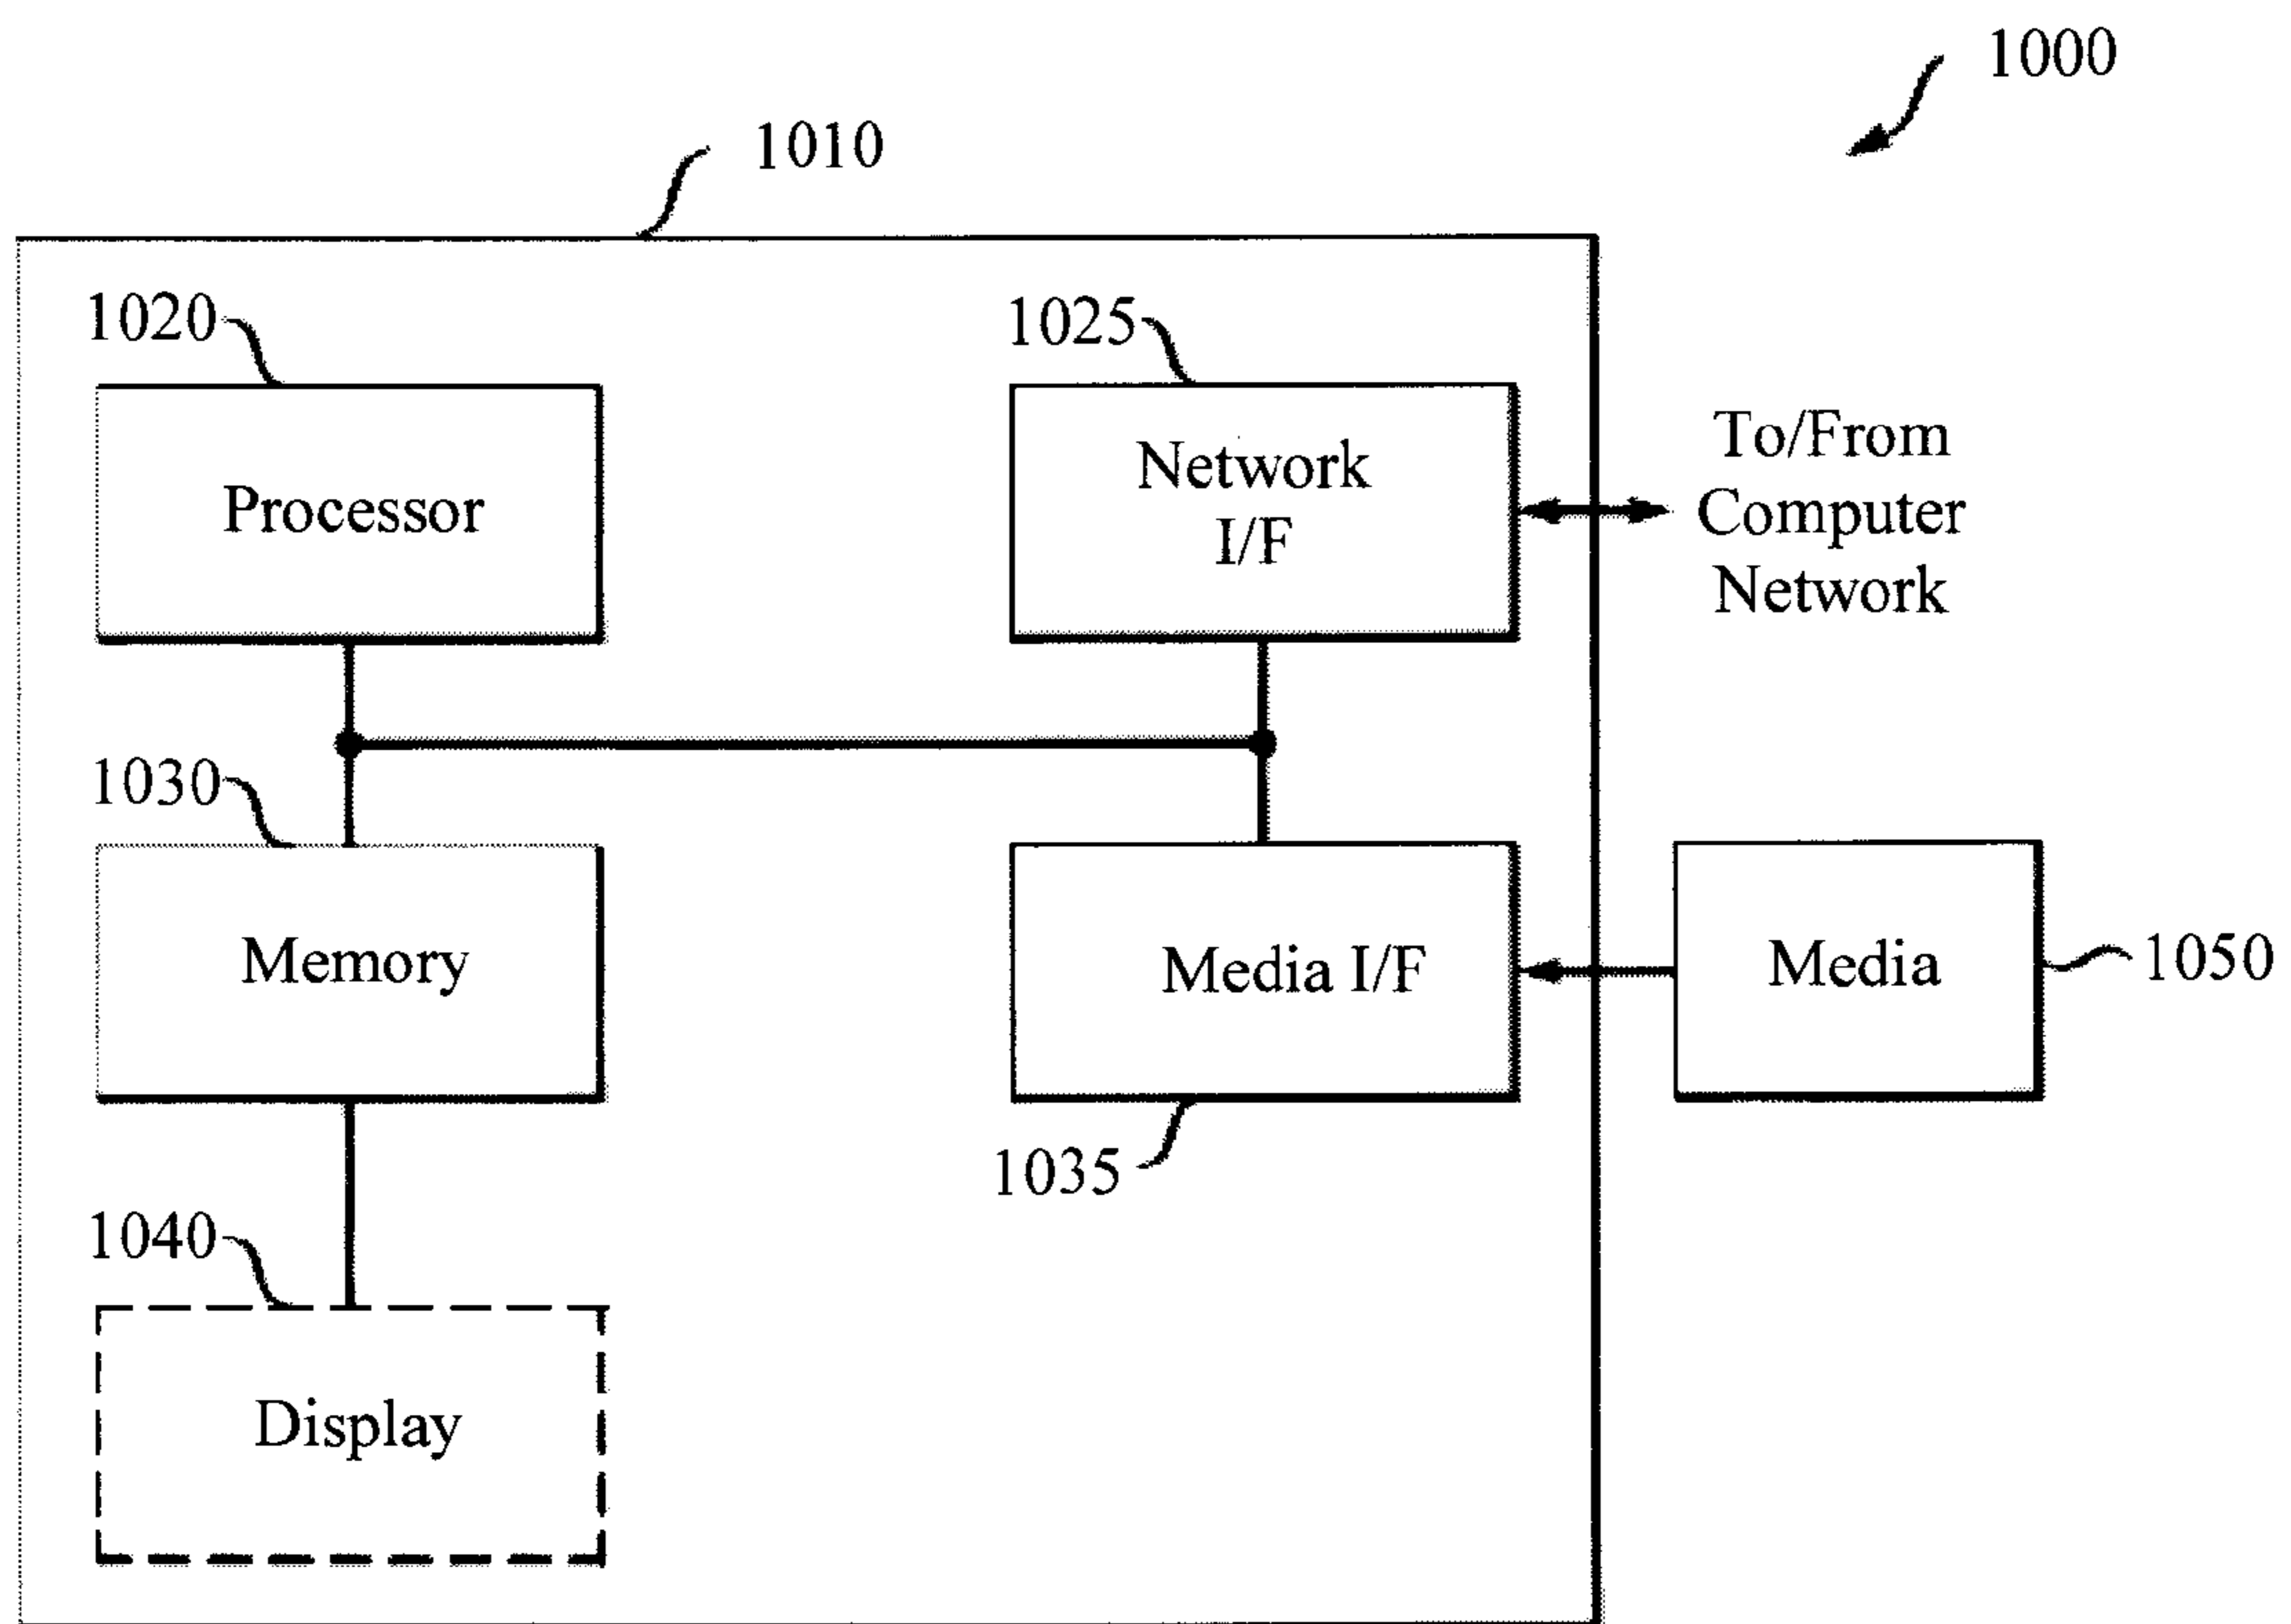 1000
1010
1020
1025
Processor
Network
I/F
To/From
Computer
Network
1030
Memory
Media I/F
Media
1050
1035
1040
Display